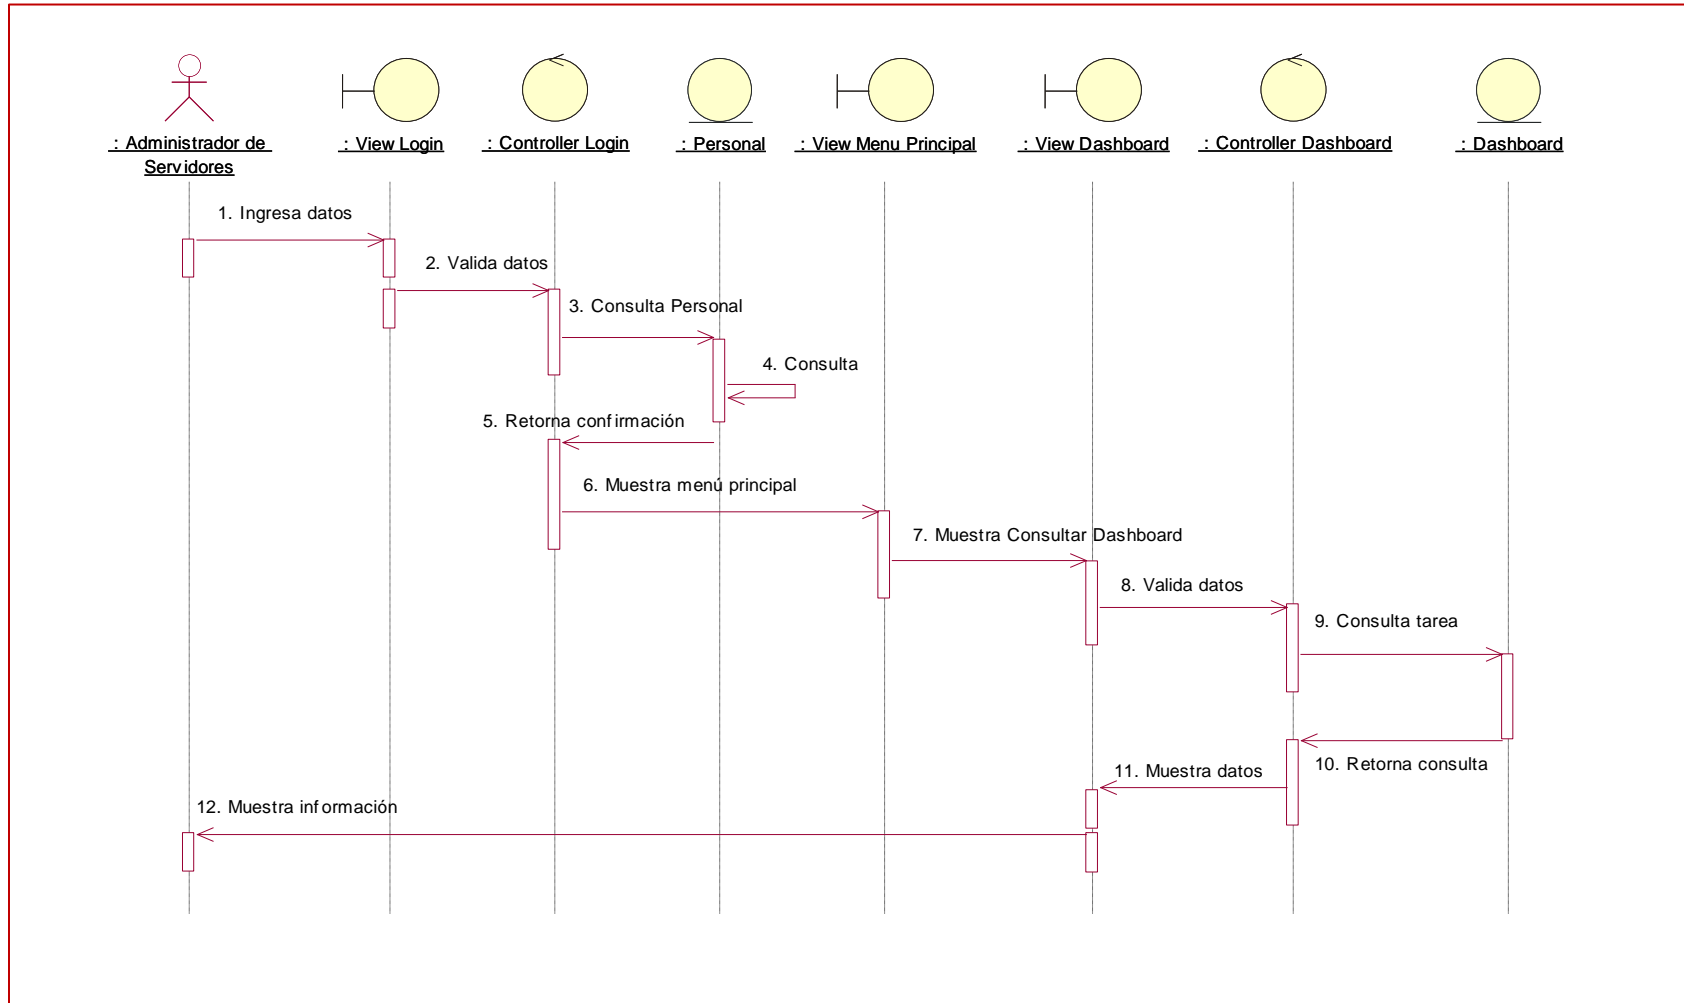 : Administrador de
Servidores
: View Login
: Controller Login
: Personal
: View Menu Principal
: View Dashboard
: Controller Dashboard
: Dashboard
1. Ingresa datos
2. Valida datos
3. Consulta Personal
4. Consulta
5. Retorna confirmación
6. Muestra menú principal
7. Muestra Consultar Dashboard
8. Valida datos
9. Consulta tarea
10. Retorna consulta
11. Muestra datos
12. Muestra información